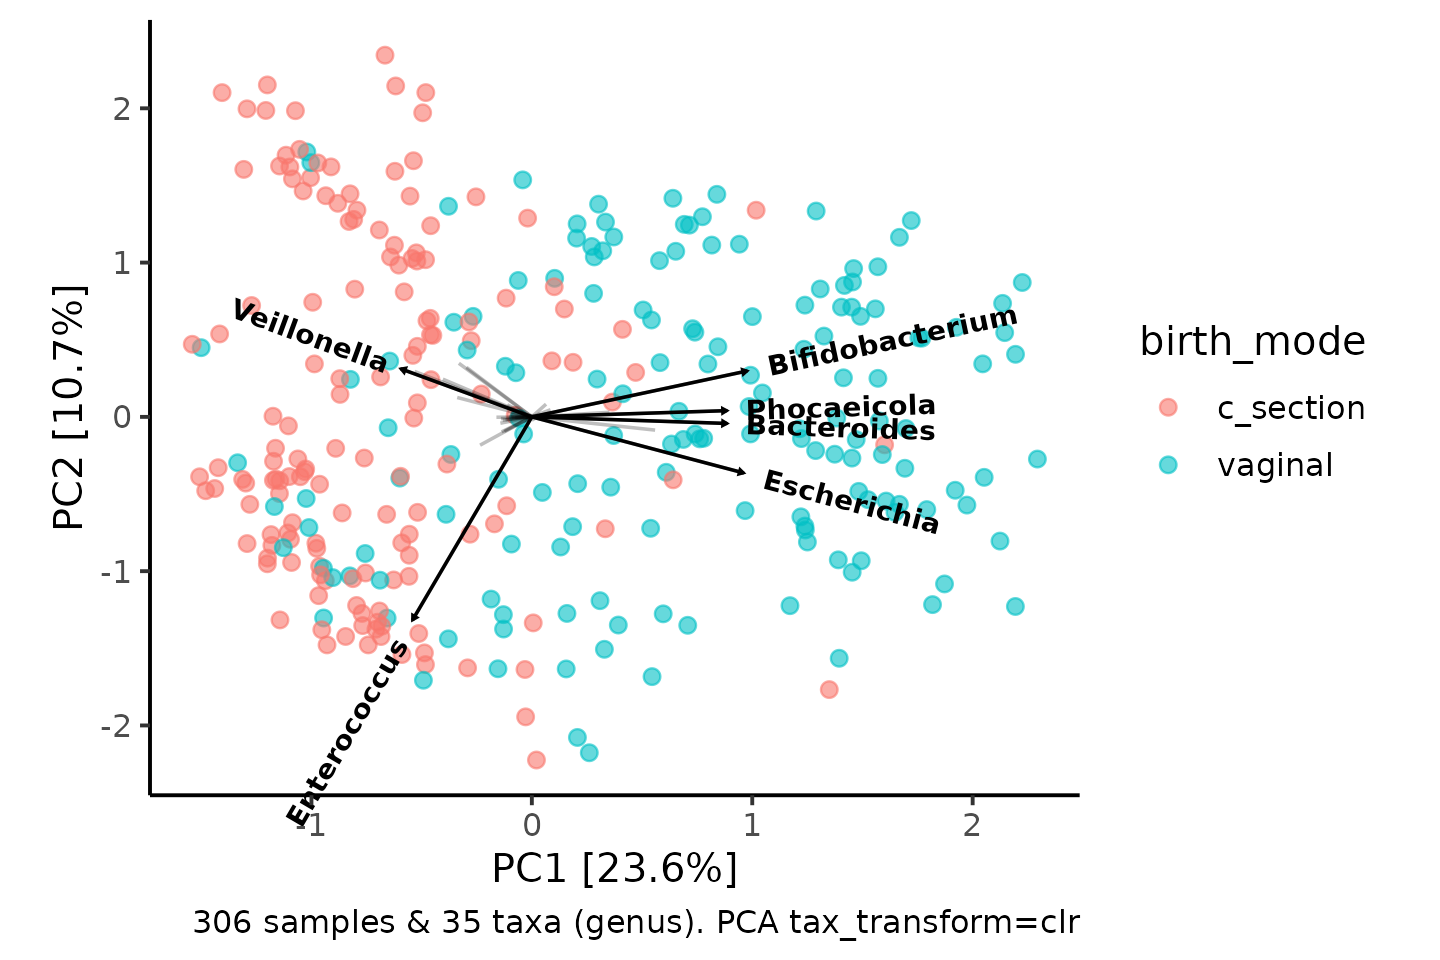 2
1
0
-1
-2
PC2 [10.7%]
Veillonella
Bifidobacterium
Phocaeicola
Bacteroides
Escherichia
Enterococcus
birth_mode
c_section
vaginal
-1
0
1
2
PC1 [23.6%]
306 samples & 35 taxa (genus). PCA tax_transform=clr